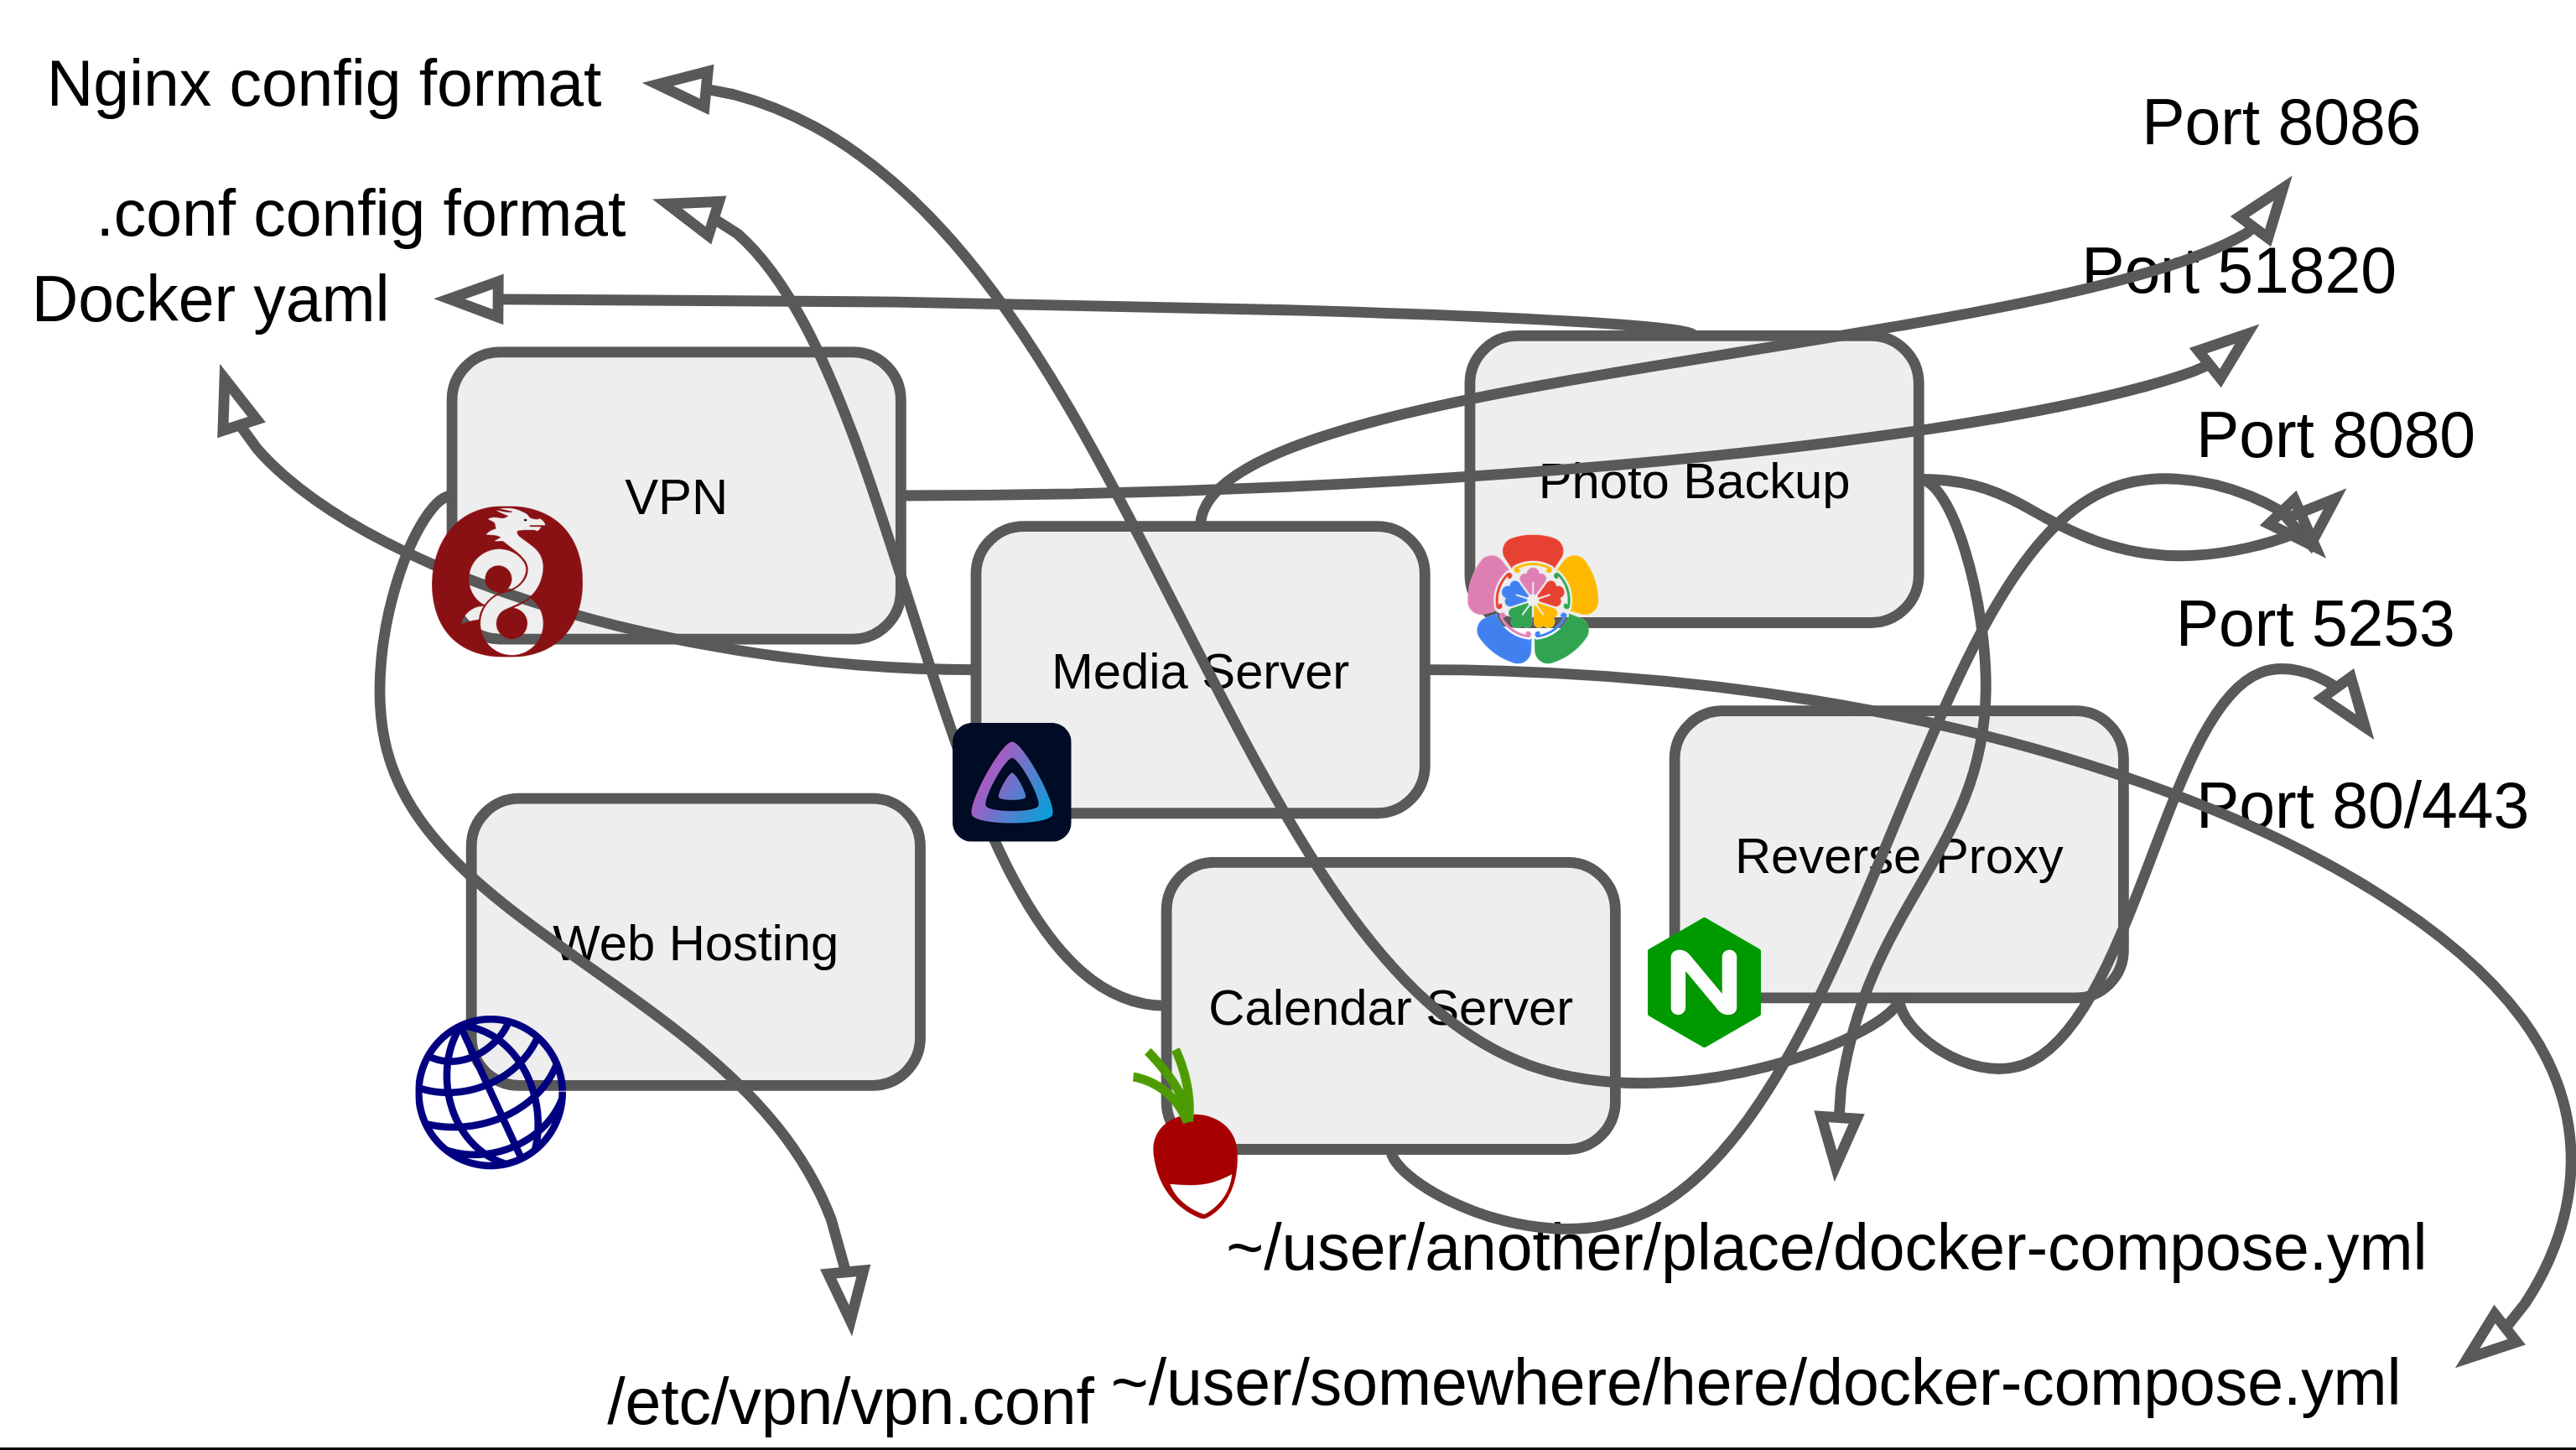 Nginx config format
Port 8086
.conf config format
Port 51820
Docker yaml
Port 8080
VPN
Photo Backup
Port 5253
Media Server
Port 80/443
Reverse Proxy
Web Hosting
Calendar Server
~/user/another/place/docker-compose.yml
~/user/somewhere/here/docker-compose.yml
/etc/vpn/vpn.conf